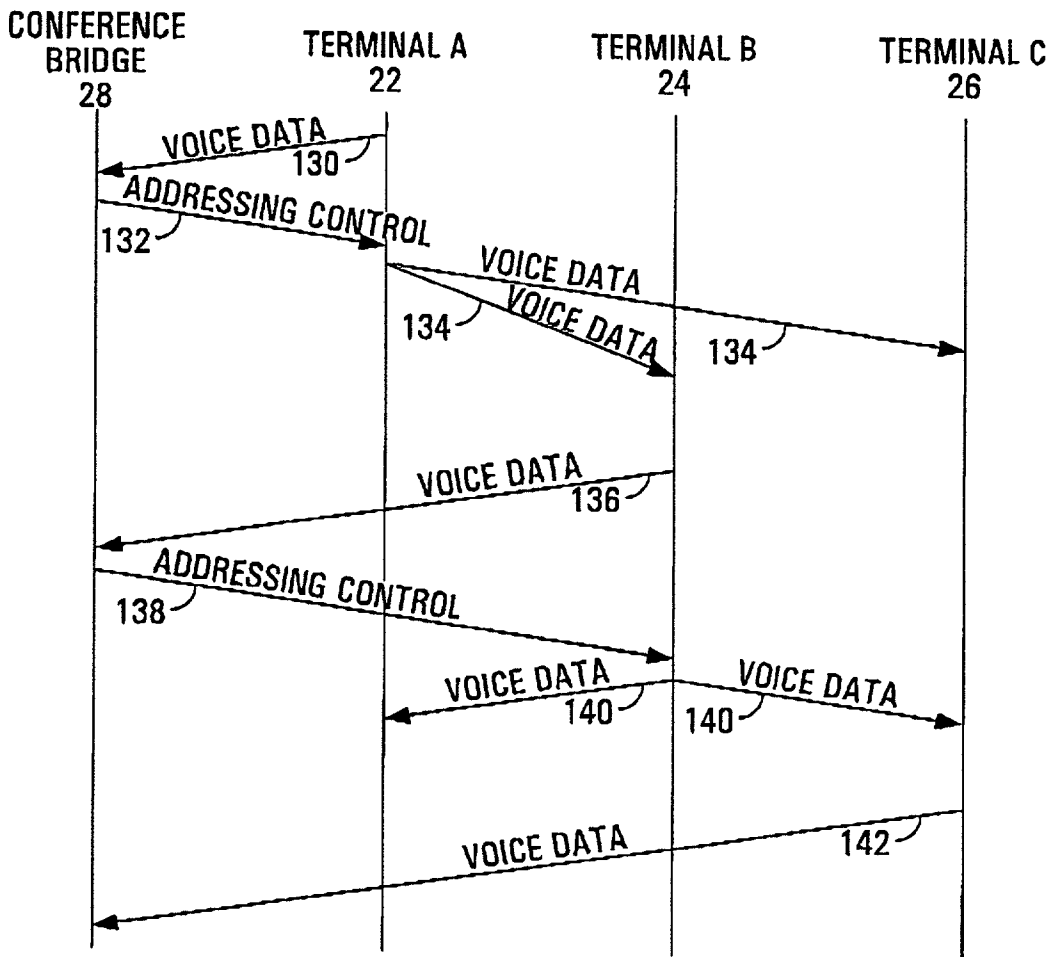 CONFERENCE
BRIDGE
28
TERMINAL A
22
TERMINAL B
24
TERMINAL C
26
VOICE DATA
130
ADDRESSING CONTROL
132
VOICE DATA
VOICE DATA
134
134
VOICE DATA
136
ADDRESSING CONTROL
138
VOICE DATA
140
VOICE DATA
140
VOICE DATA
142